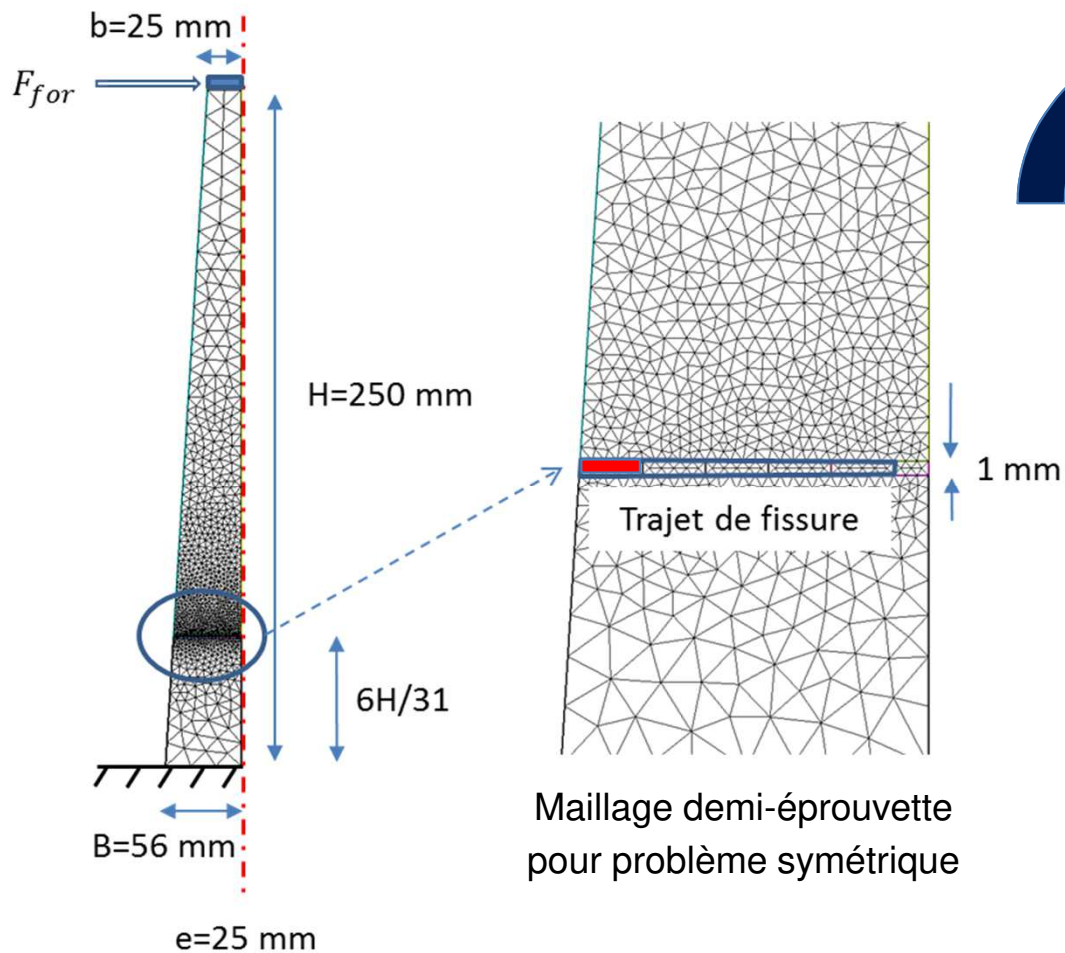 b=25 mm
F_for
H=250 mm
1 mm
Trajet de fissure
6H/31
B=56 mm
Maillage demi-éprouvette
pour problème symétrique
e=25 mm